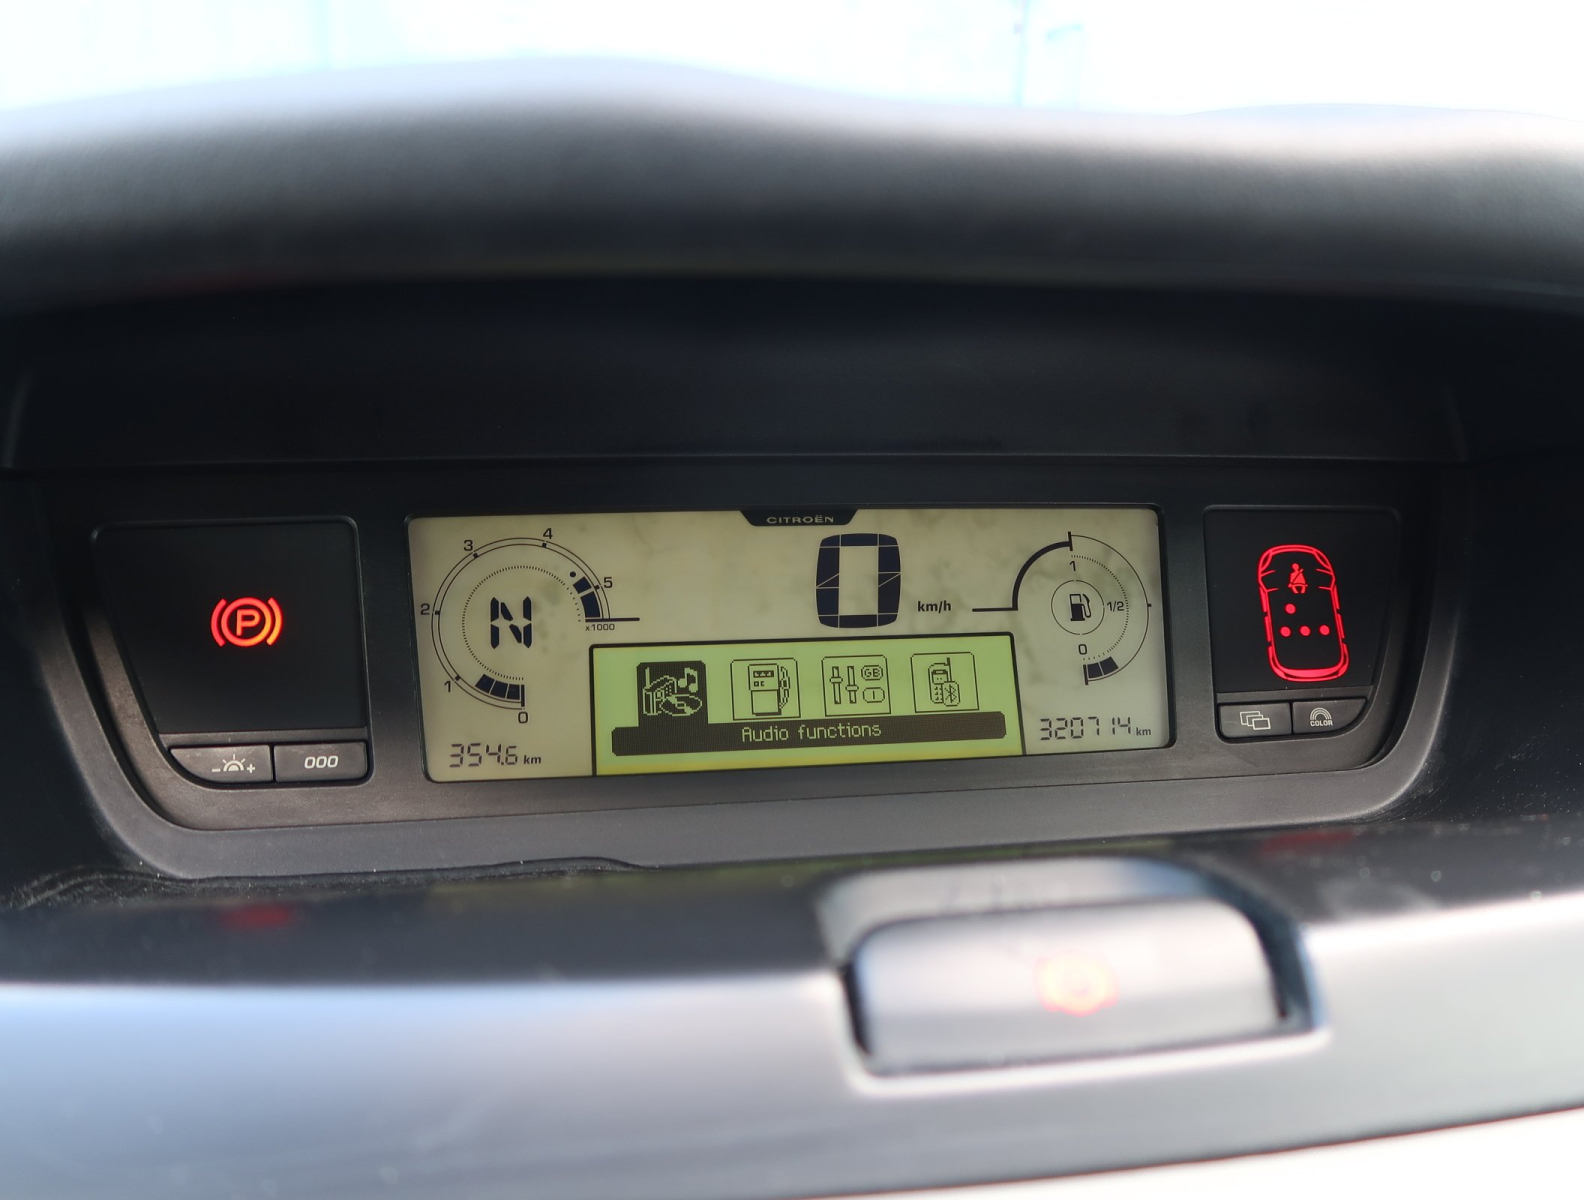 CITROËN
4
3
5
2
x1000
1
0
N
0
km/h
1
1/2
0
P
GB
Audio functions
354.6 km
320714 km
- +
000
COLOR